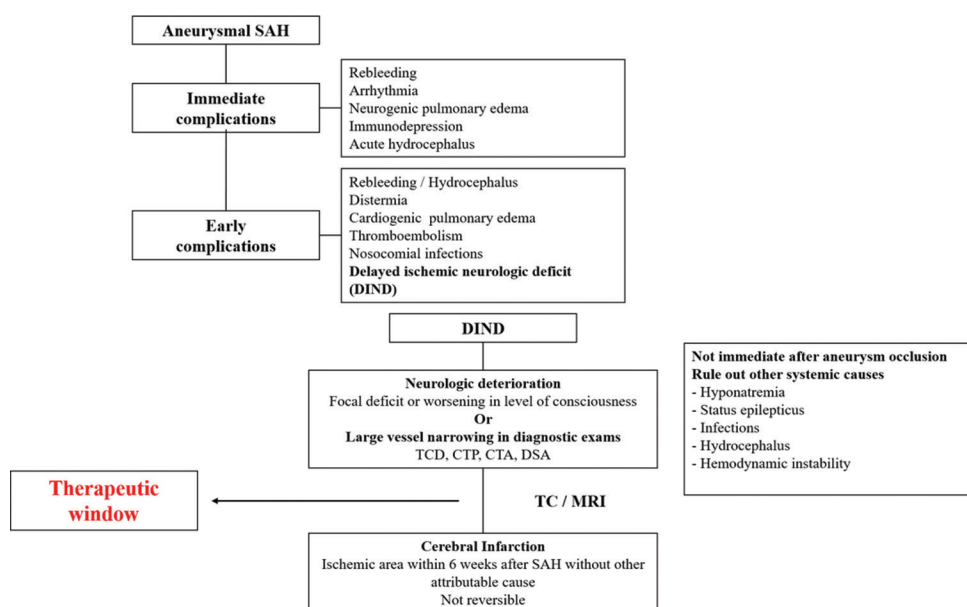 Aneurysmal SAH
Immediate
complications
Rebleeding
Arrhythmia
Neurogenic pulmonary edema
Immunodepression
Acute hydrocephalus
Early
complications
Rebleeding / Hydrocephalus
Distermia
Cardiogenic pulmonary edema
Thromboembolism
Nosocomial infections
Delayed ischemic neurologic deficit
(DIND)
DIND
Neurologic deterioration
Focal deficit or worsening in level of consciousness
Or
Large vessel narrowing in diagnostic exams
TCD, CTP, CTA, DSA
Not immediate after aneurysm occlusion
Rule out other systemic causes
- Hyponatremia
- Status epilepticus
- Infections
- Hydrocephalus
- Hemodynamic instability
Therapeutic
window
TC / MRI
Cerebral Infarction
Ischemic area within 6 weeks after SAH without other
attributable cause
Not reversible